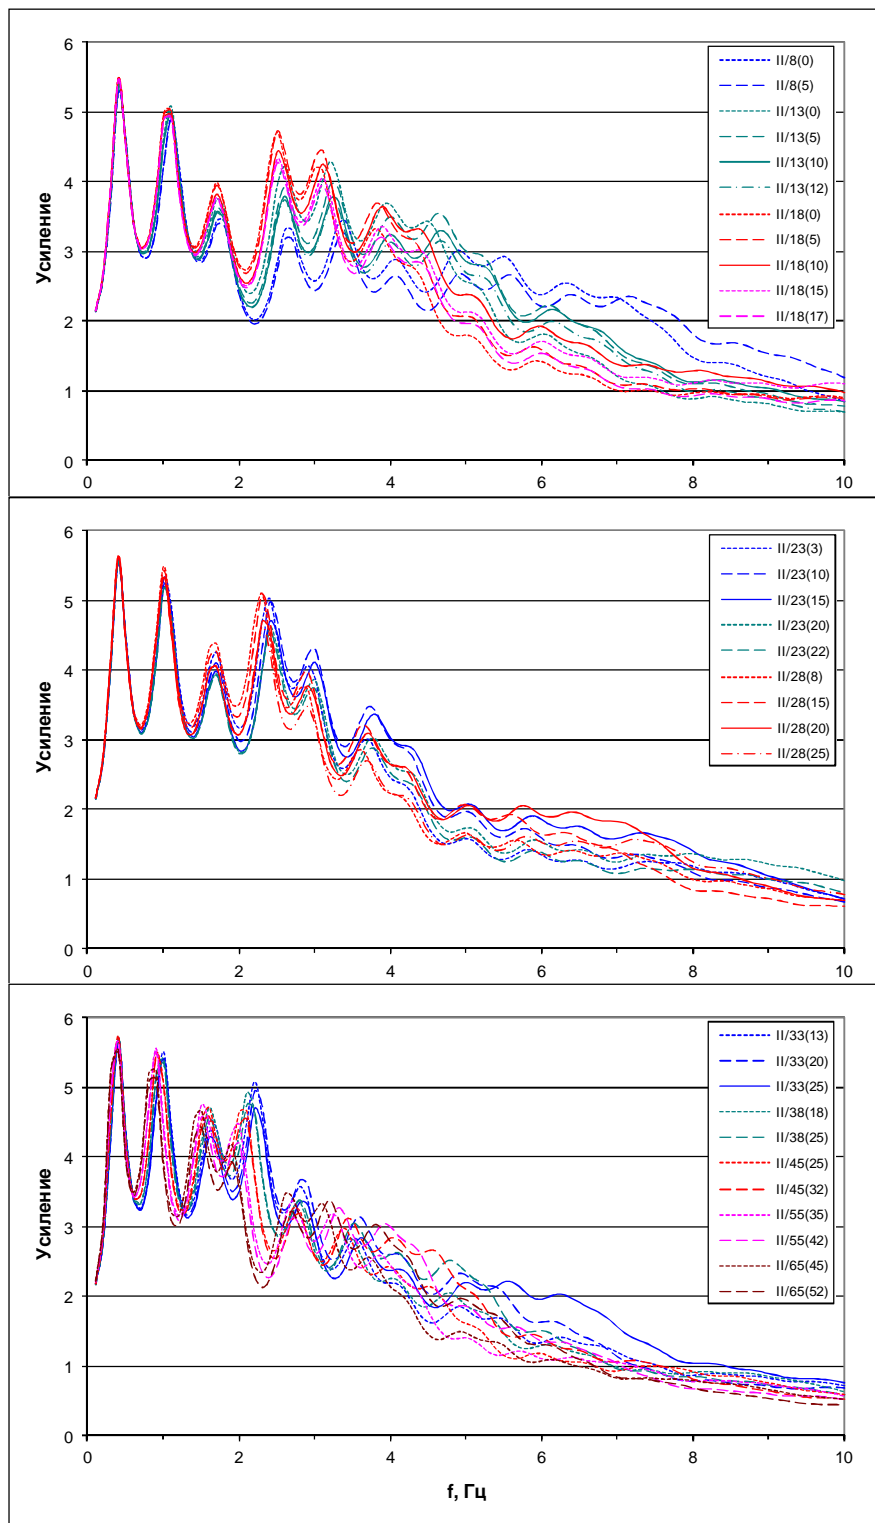 6
5
4
3
2
1
0
Усиление
0
2
4
6
8
10
II/8(0)
II/8(5)
II/13(0)
II/13(5)
II/13(10)
II/13(12)
II/18(0)
II/18(5)
II/18(10)
II/18(15)
II/18(17)
6
5
4
3
2
1
0
Усиление
0
2
4
6
8
10
II/23(3)
II/23(10)
II/23(15)
II/23(20)
II/23(22)
II/28(8)
II/28(15)
II/28(20)
II/28(25)
6
5
4
3
2
1
0
Усиление
0
2
4
6
8
10
II/33(13)
II/33(20)
II/33(25)
II/38(18)
II/38(25)
II/45(25)
II/45(32)
II/55(35)
II/55(42)
II/65(45)
II/65(52)
f, Гц